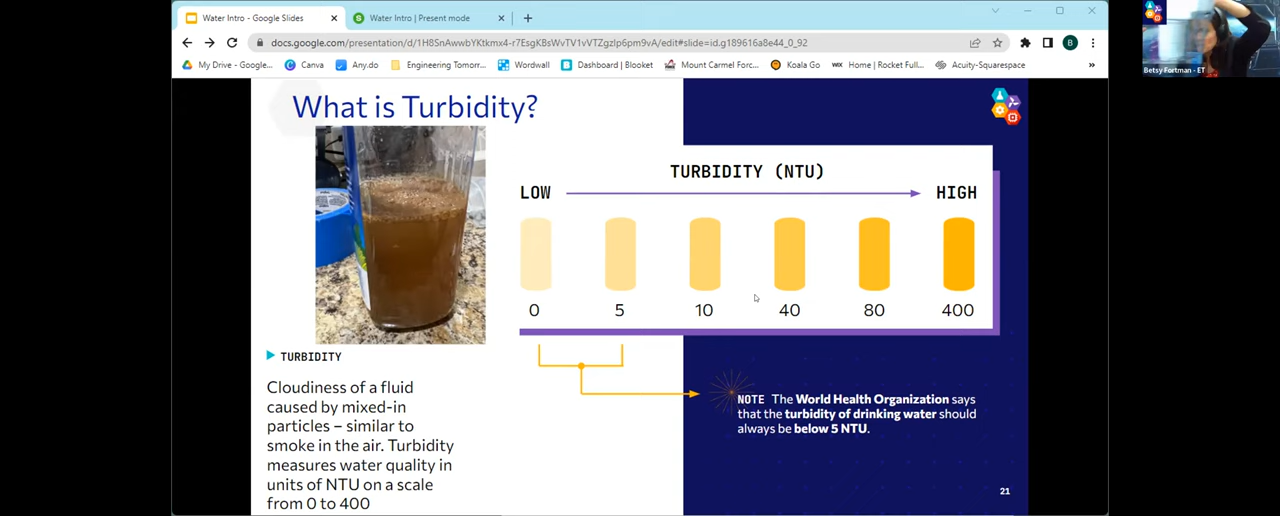 Water Intro - Google Slides
Water Intro | Present mode
docs.google.com/presentation/d/1H8SnAwwbYKtkmx4-r7EsgKBsWvTV1vVTZgzlp6pm9vA/edit#slide=id.g189616a8e44_0_92
B
My Drive - Google...
Canva
Any.do
Engineering Tomorr...
Wordwall
Dashboard | Blooket
Mount Carmel Forc...
Koala Go
WIX Home | Rocket Full...
Acuity-Squarespace
»
Betsy Fortman - ET
What is Turbidity?
TURBIDITY (NTU)
LOW
HIGH
0 5 10 40 80 400
TURBIDITY
Cloudiness of a fluid
caused by mixed-in
particles – similar to
smoke in the air. Turbidity
measures water quality in
units of NTU on a scale
from 0 to 400
NOTE The World Health Organization says
that the turbidity of drinking water should
always be below 5 NTU.
21